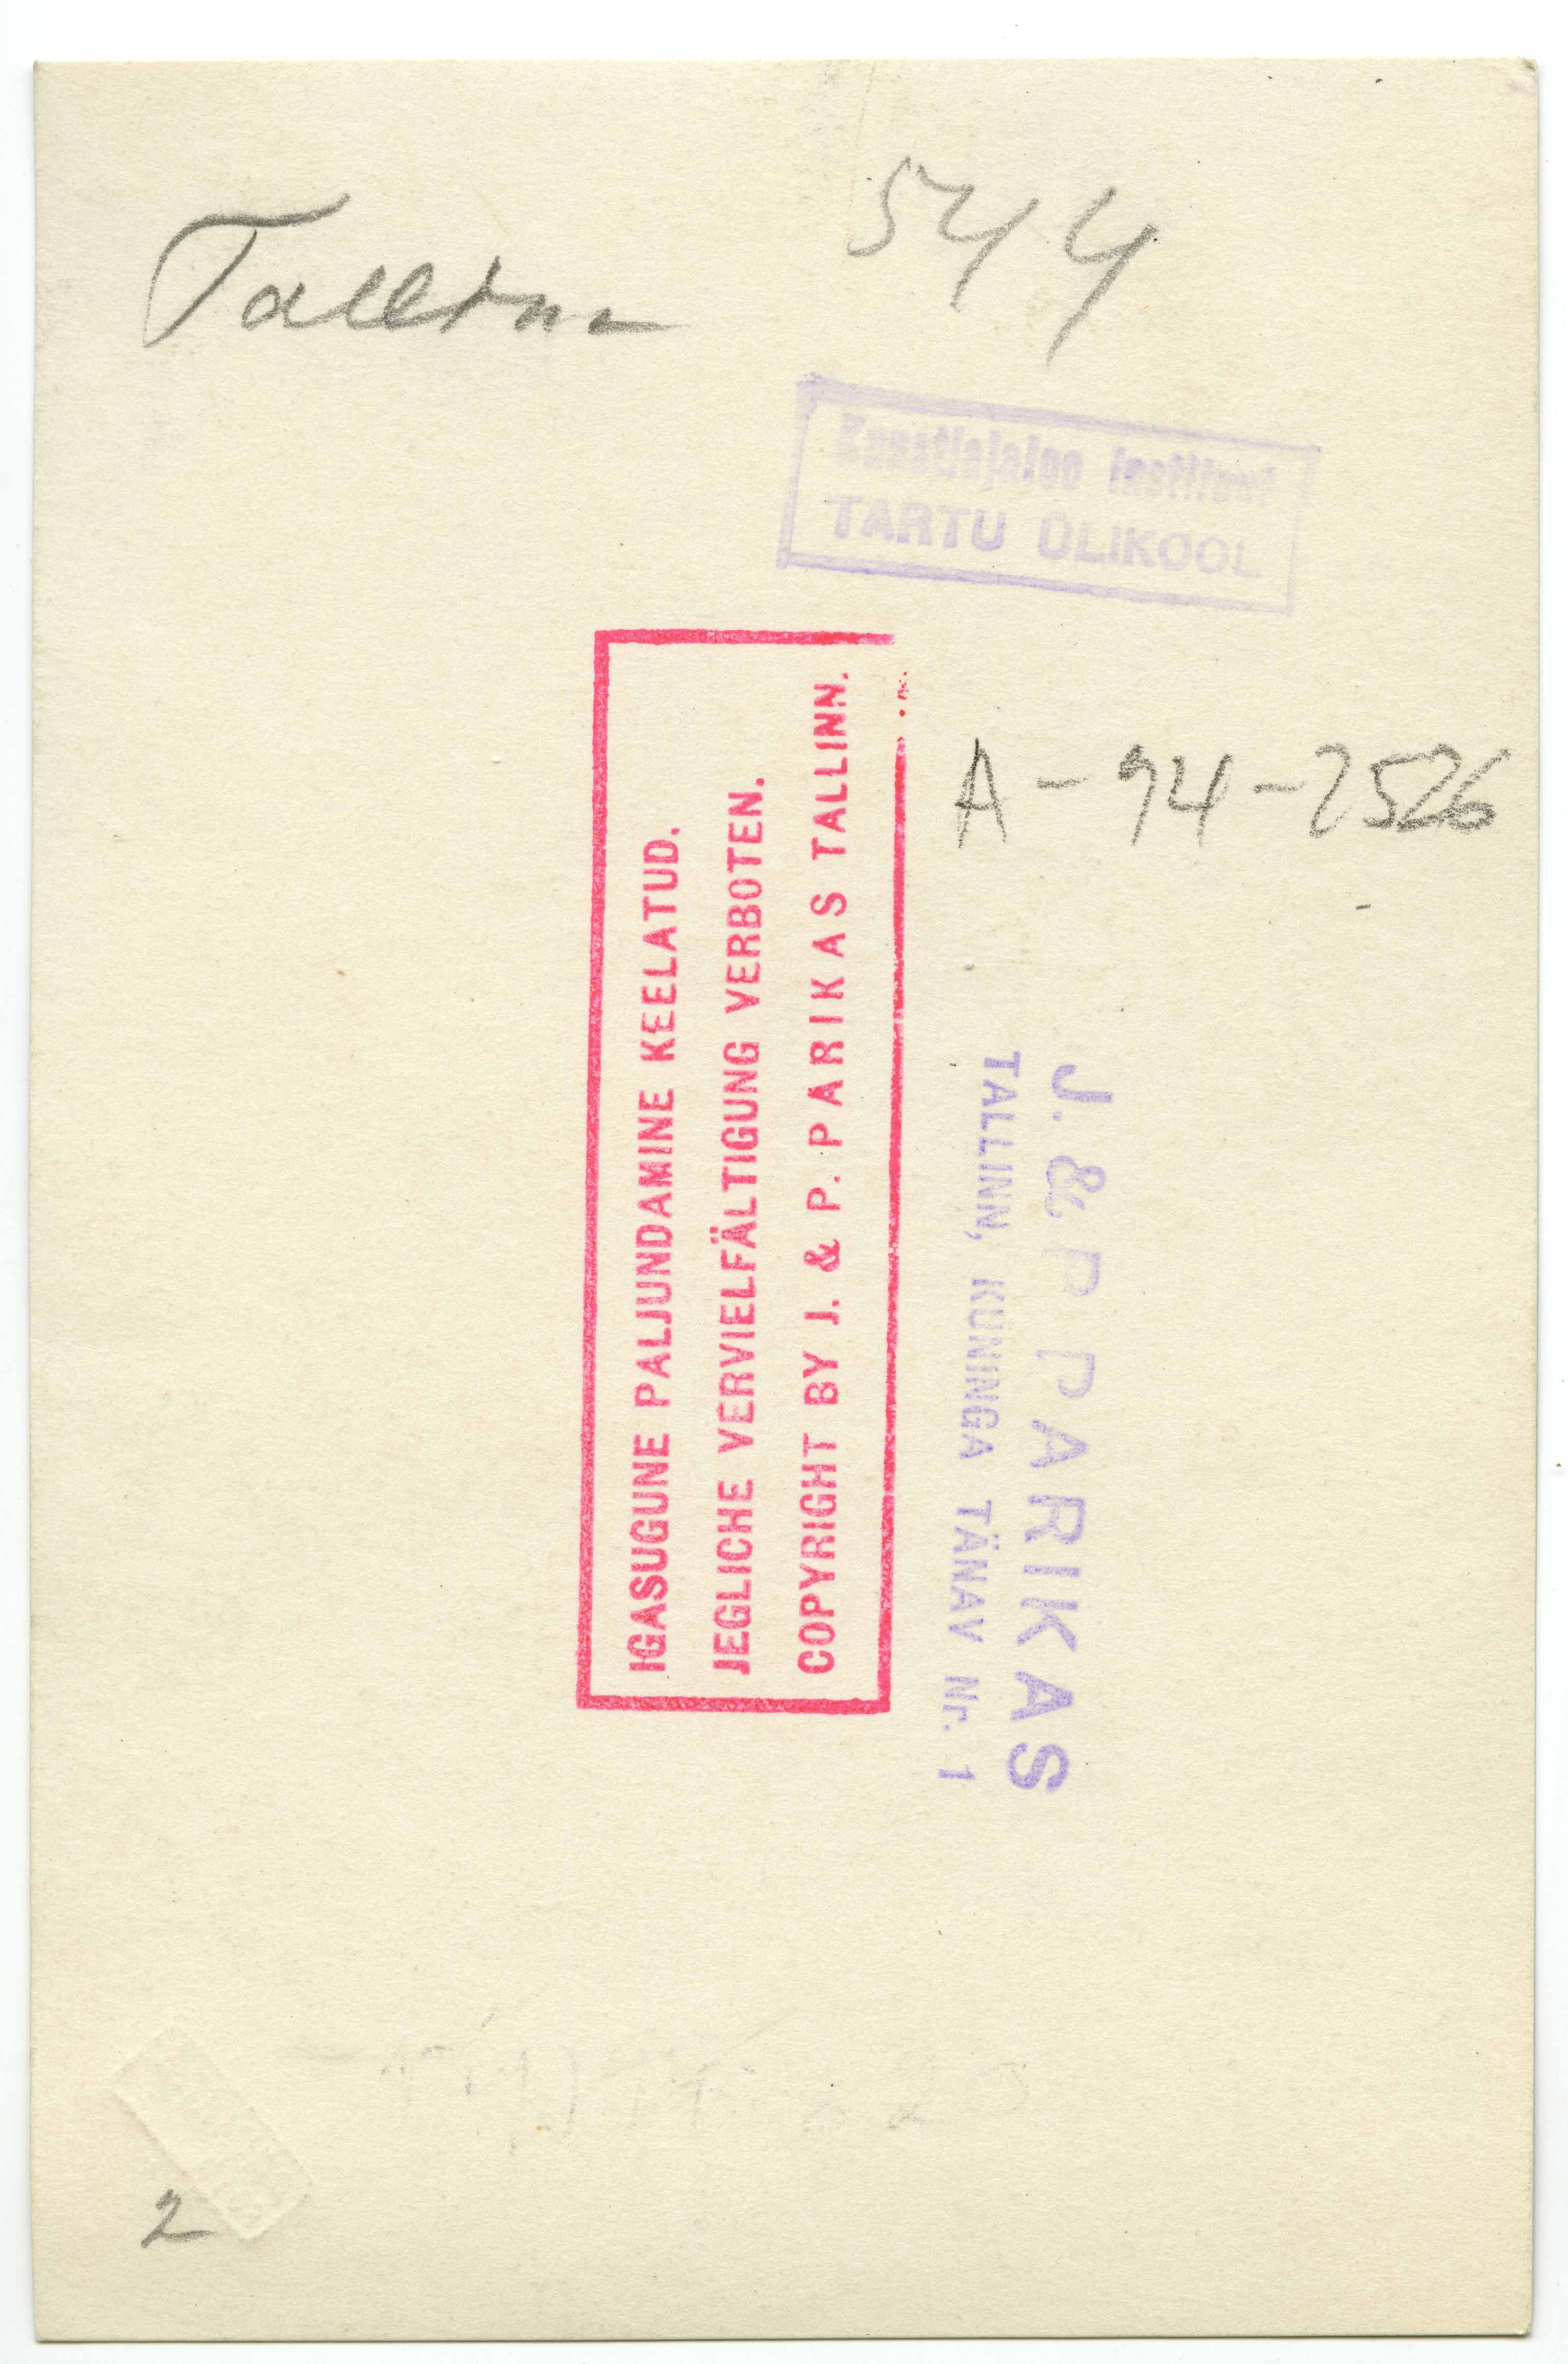 Tallinn
544
Kunstiajaloo Instituut
TARTU ÜLIKOOL
A-94-2526
IGASUGUNE PALJUNDAMINE KEELATUD.
JEGLICHE VERVIELFÄLTIGUNG VERBOTEN.
COPYRIGHT BY J. & P. PARIKAS TALLINN.
J. & P PARIKAS
TALLINN, KUNINGA TÄNAV Nr. 1
2